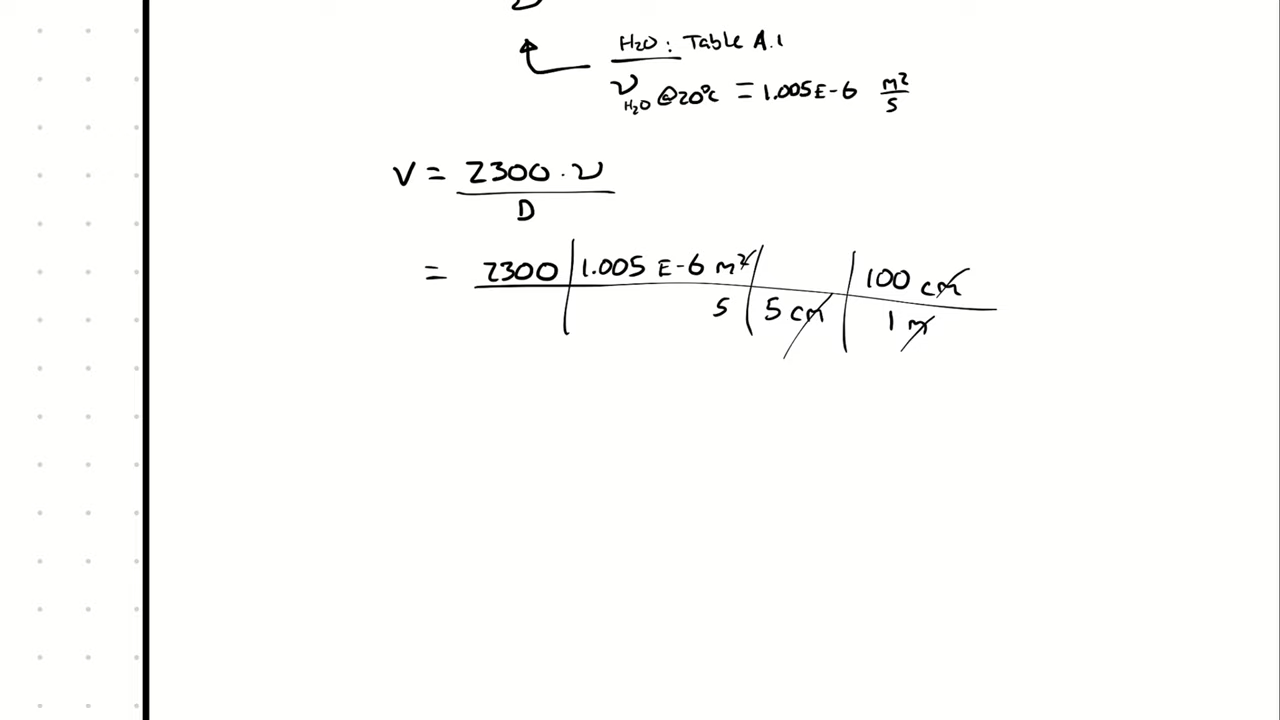 H₂O : Table A.1
ν H₂O @20°C = 1.005E-6 m²/s
V = 2300 · ν / D
= 2300 | 1.005 E-6 m² | | 100 cm
s | 5 cm | 1 m